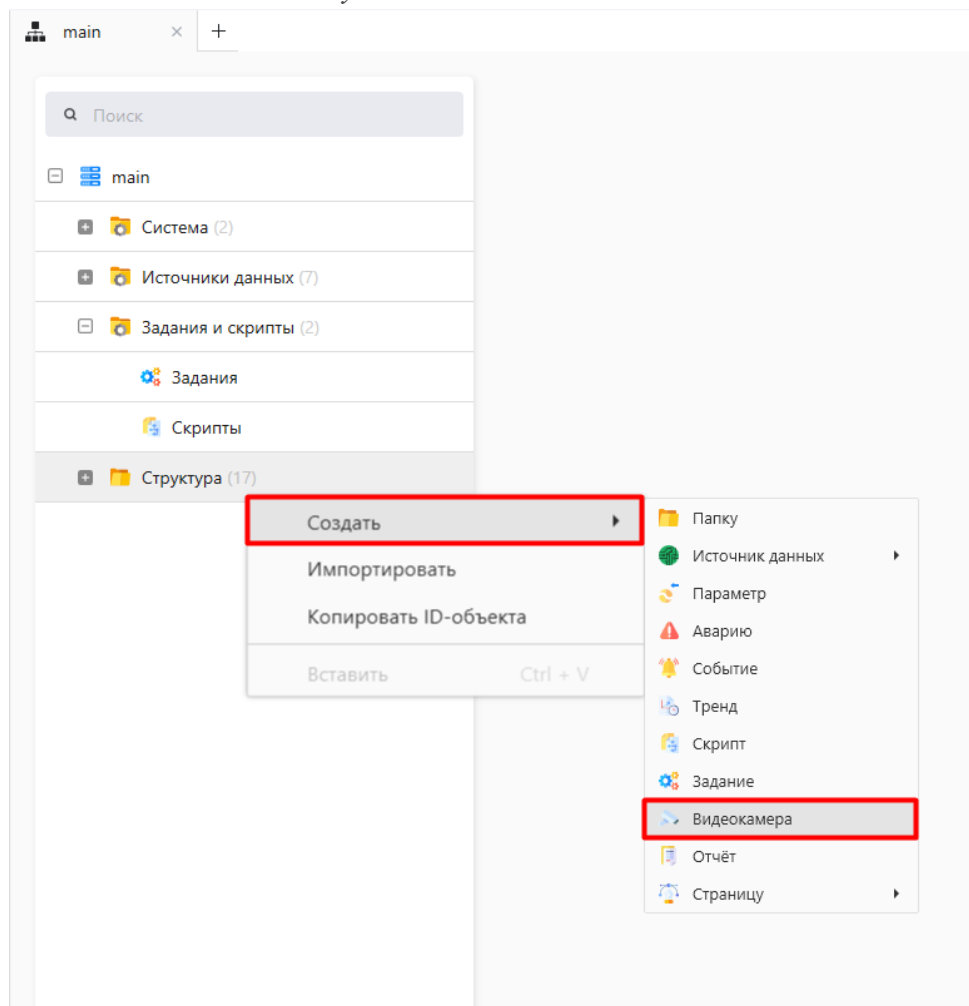 main × +
Поиск
main
Система (2)
Источники данных (7)
Задания и скрипты (2)
Задания
Скрипты
Структура (17)
Создать
Импортировать
Копировать ID-объекта
Вставить Ctrl + V
Папку
Источник данных
Параметр
Аварию
Событие
Тренд
Скрипт
Задание
Видеокамера
Отчёт
Страницу